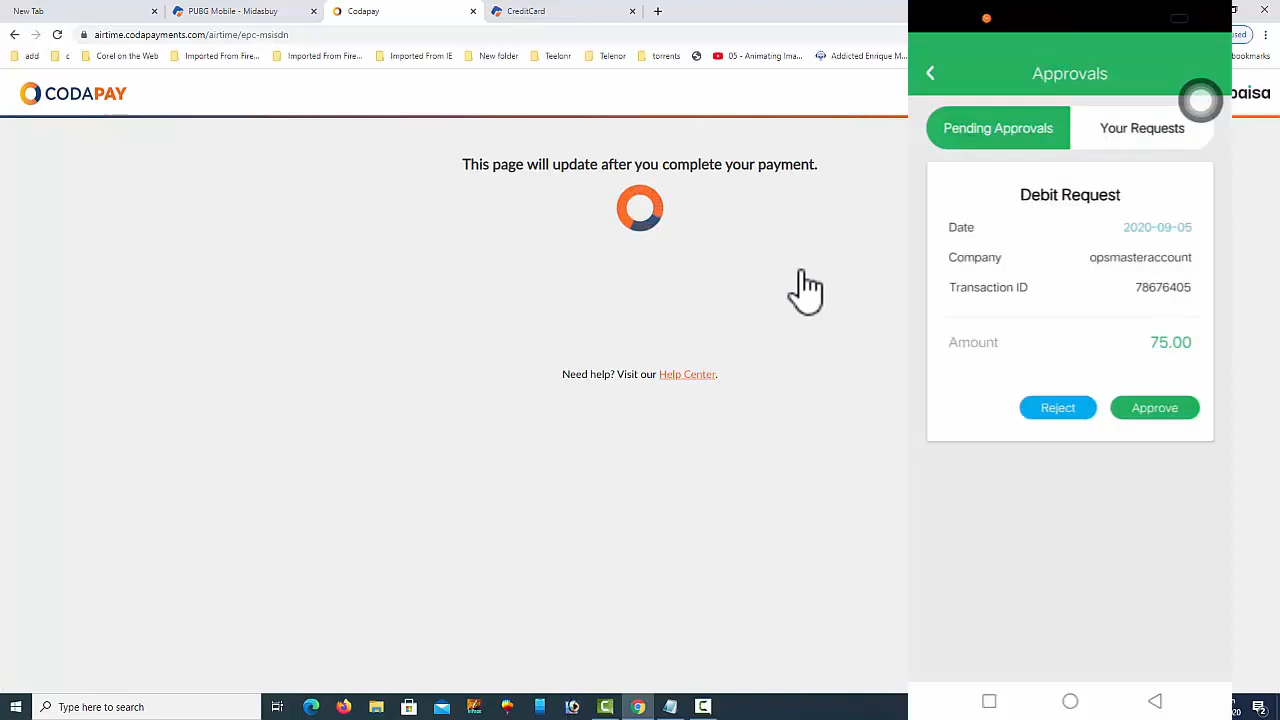 New Tab
PUBG Mobile - Midasbuy
Codapay
CreditCard
airtime.codapayments.com/airtime/epc-msisdn
Corel on the Web
Imported From Fire...
New folder
Teelonr
Imported From Fire...
Imported From IE
Teelonr
Telenor
torrents
05 - Animating Ima...
Addicted Enrique
CODAPAY
This page will update after you complete your payment.
Need help? Visit our Help Center.
Type here to search
Approvals
paisa
Pending Approvals
Your Requests
Debit Request
Date 2020-09-05
Company opsmasteraccount
Transaction ID 78676405
Amount 75.00
Reject
Approve